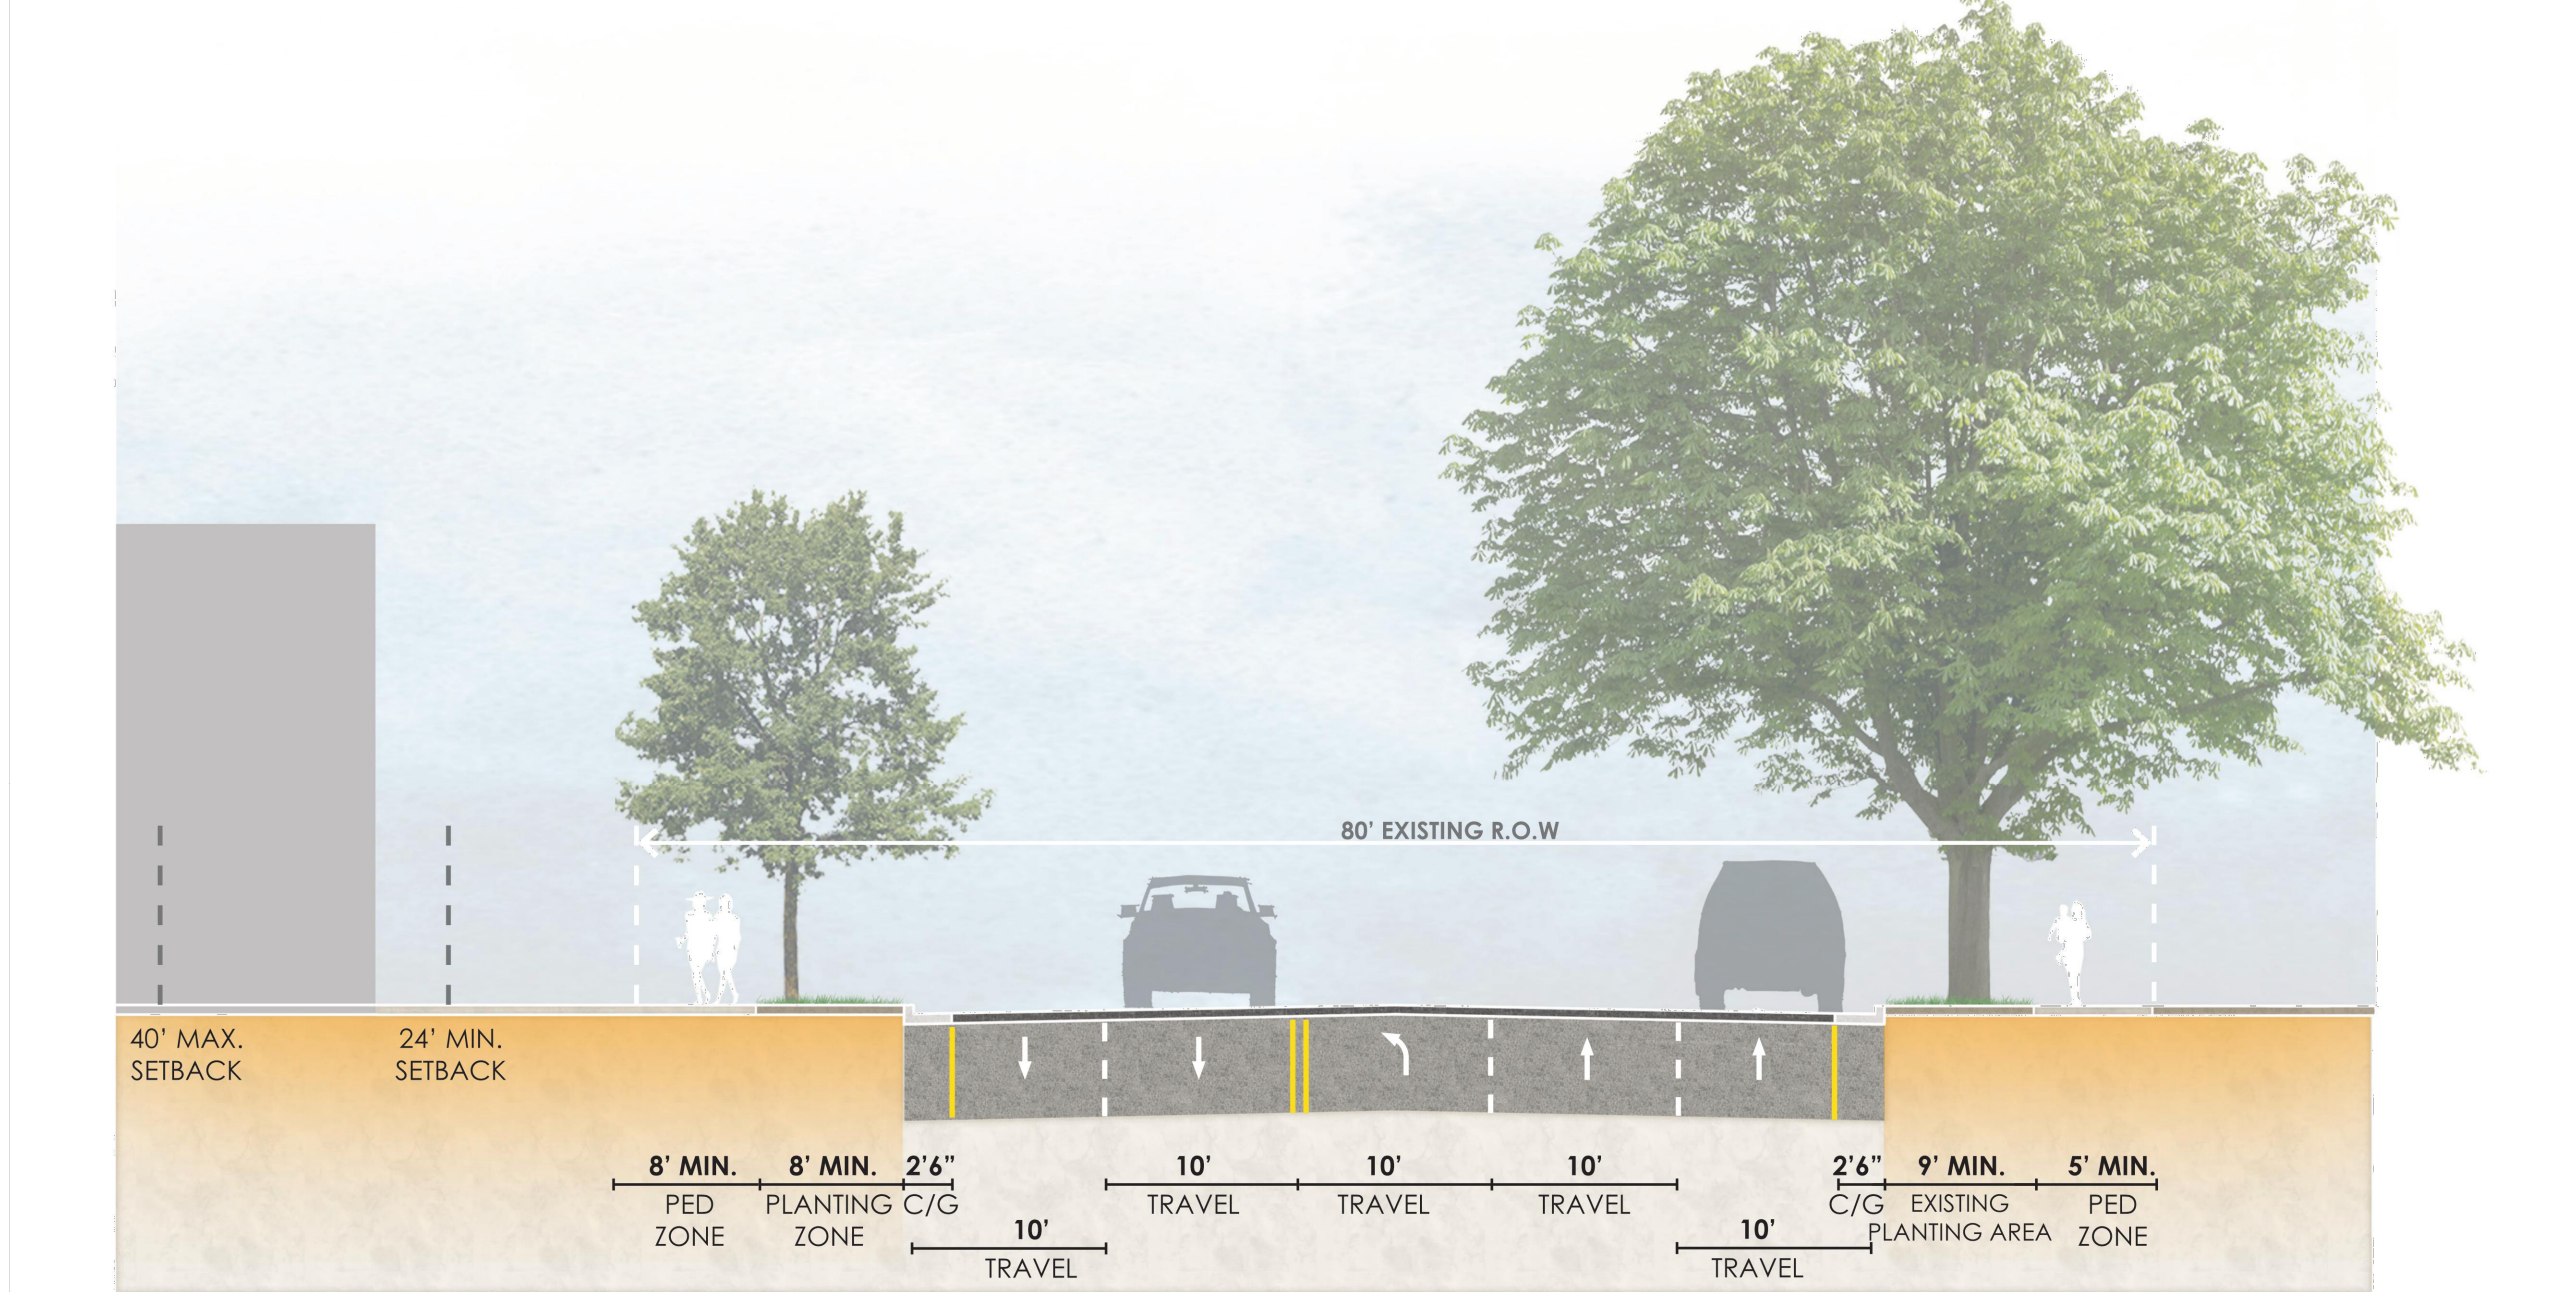 80’ EXISTING R.O.W
40’ MAX.
SETBACK
24’ MIN.
SETBACK
8’ MIN.
PED
ZONE
8’ MIN.
PLANTING
ZONE
2’6”
C/G
10’
TRAVEL
10’
TRAVEL
10’
TRAVEL
10’
TRAVEL
10’
TRAVEL
2’6”
C/G
9’ MIN.
EXISTING
PLANTING AREA
5’ MIN.
PED
ZONE